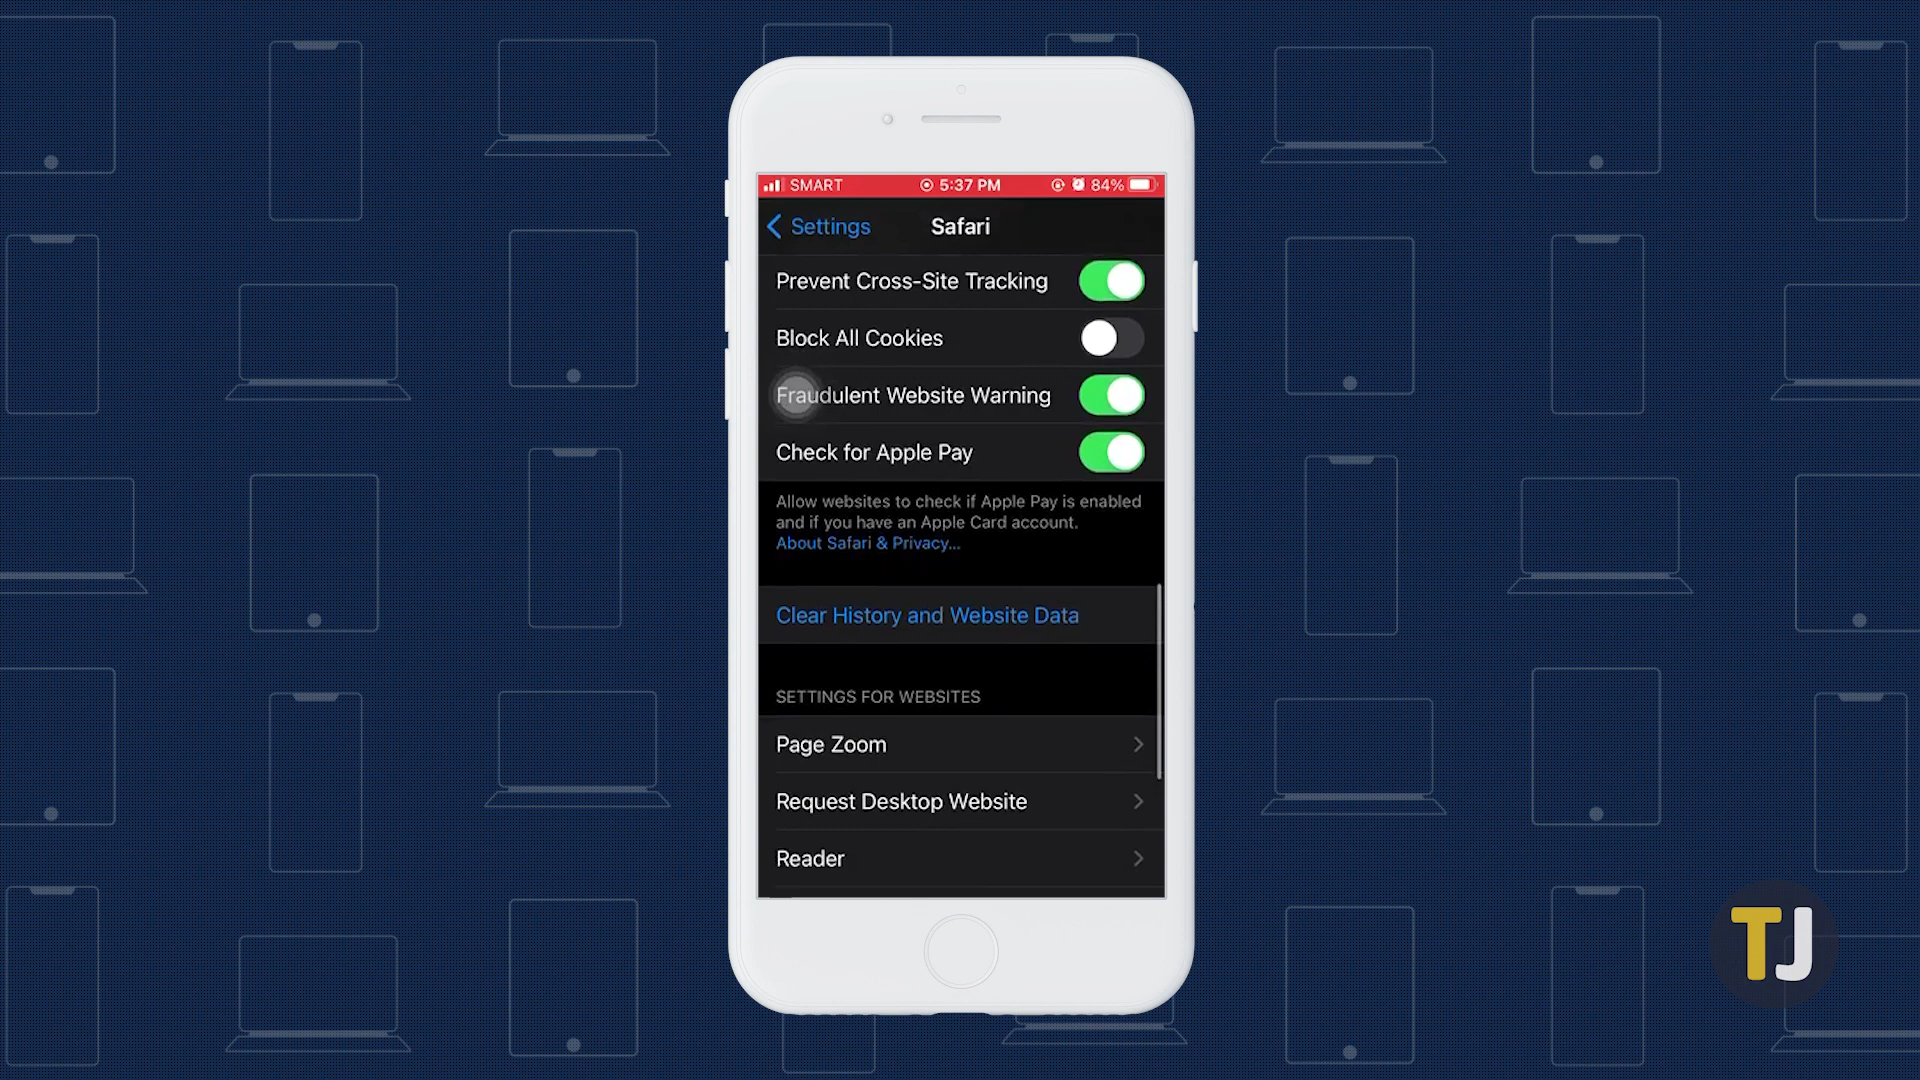 SMART 5:37 PM 84%
Settings Safari
Prevent Cross-Site Tracking
Block All Cookies
Fraudulent Website Warning
Check for Apple Pay
Allow websites to check if Apple Pay is enabled
and if you have an Apple Card account.
About Safari & Privacy...
Clear History and Website Data
SETTINGS FOR WEBSITES
Page Zoom
Request Desktop Website
Reader
TJ